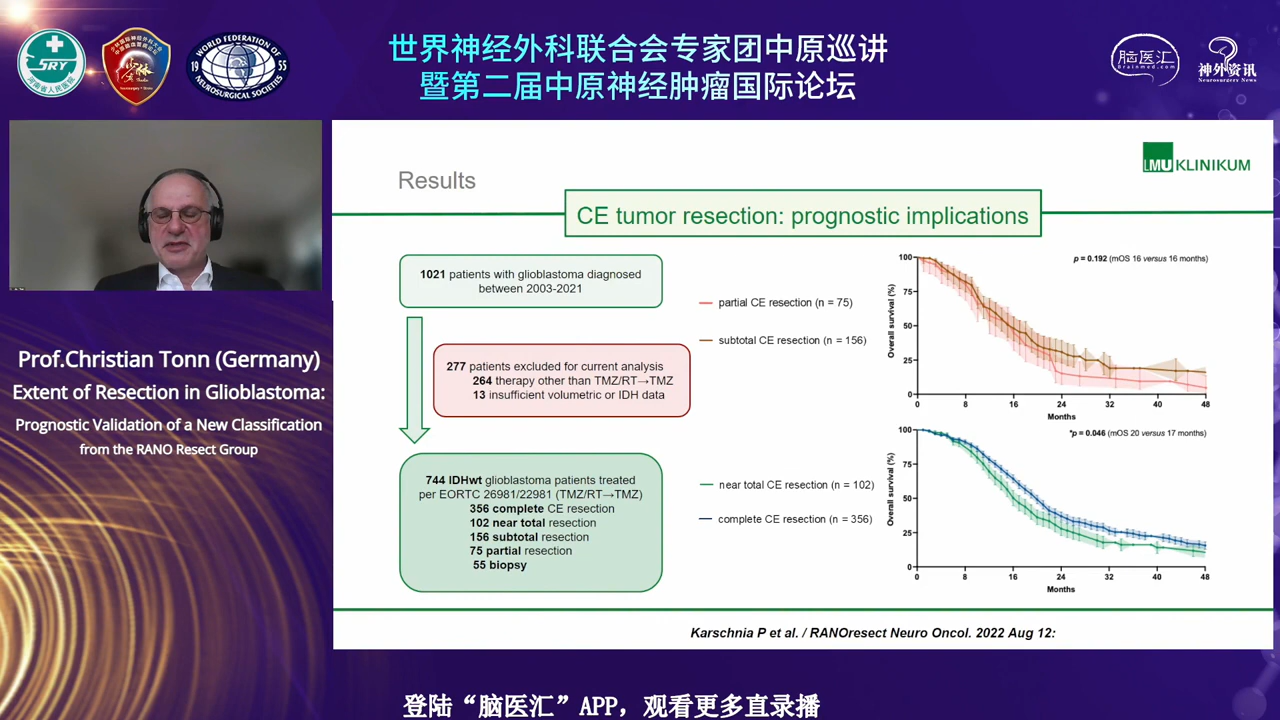 世界神经外科联合会专家团中原巡讲
暨第二届中原神经肿瘤国际论坛
SRY
河南省人民医院
WORLD FEDERATION OF
NEUROSURGICAL SOCIETIES
19 55
脑医汇
Brainmed.com
神外资讯
Neurosurgery News
Prof.Christian Tonn (Germany)
Extent of Resection in Glioblastoma:
Prognostic Validation of a New Classification
from the RANO Resect Group
LMU KLINIKUM
Results
CE tumor resection: prognostic implications
1021 patients with glioblastoma diagnosed
between 2003-2021
277 patients excluded for current analysis
264 therapy other than TMZ/RT→TMZ
13 insufficient volumetric or IDH data
744 IDHwt glioblastoma patients treated
per EORTC 26981/22981 (TMZ/RT→TMZ)
356 complete CE resection
102 near total resection
156 subtotal resection
75 partial resection
55 biopsy
partial CE resection (n = 75)
subtotal CE resection (n = 156)
near total CE resection (n = 102)
complete CE resection (n = 356)
p = 0.192 (mOS 16 versus 16 months)
Overall survival (%)
100
75
50
25
0
0 8 16 24 32 40 48
Months
*p = 0.046 (mOS 20 versus 17 months)
Overall survival (%)
100
75
50
25
0
0 8 16 24 32 40 48
Months
Karschnia P et al. / RANOresect Neuro Oncol. 2022 Aug 12:
登陆“脑医汇”APP，观看更多直录播